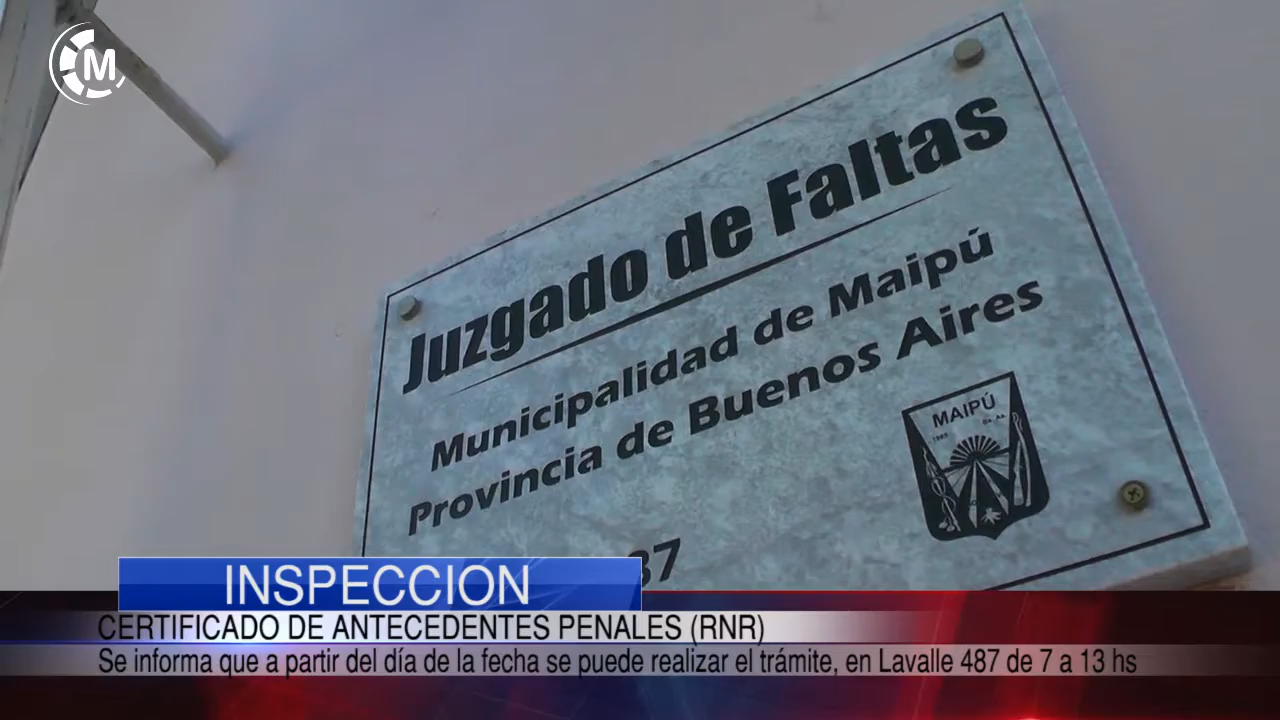 M
Juzgado de Faltas
Municipalidad de Maipú
Provincia de Buenos Aires
MAIPÚ
87
INSPECCION
CERTIFICADO DE ANTECEDENTES PENALES (RNR)
Se informa que a partir del día de la fecha se puede realizar el trámite, en Lavalle 487 de 7 a 13 hs